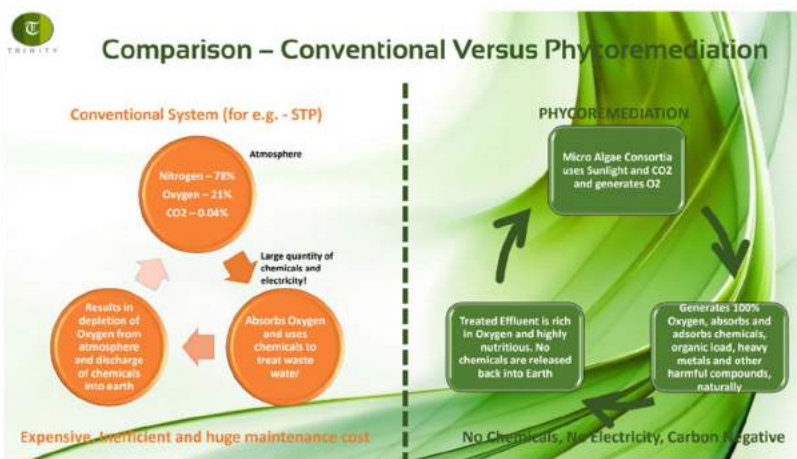 T
TRINITY
Comparison – Conventional Versus Phycoremediation
Conventional System (for e.g. - STP)
Atmosphere
Nitrogen – 78%
Oxygen – 21%
CO2 – 0.04%
Large quantity of
chemicals and
electricity!
Absorbs Oxygen
and uses
chemicals to
treat waste
water
Results in
depletion of
Oxygen from
atmosphere
and discharge
of chemicals
into earth
Expensive, Inefficient and huge maintenance cost
PHYCOREMEDIATION
Micro Algae Consortia
uses Sunlight and CO2
and generates O2
Generates 100%
Oxygen, absorbs and
adsorbs chemicals,
organic load, heavy
metals and other
harmful compounds,
naturally
Treated Effluent is rich
in Oxygen and highly
nutritious. No
chemicals are released
back into Earth
No Chemicals, No Electricity, Carbon Negative